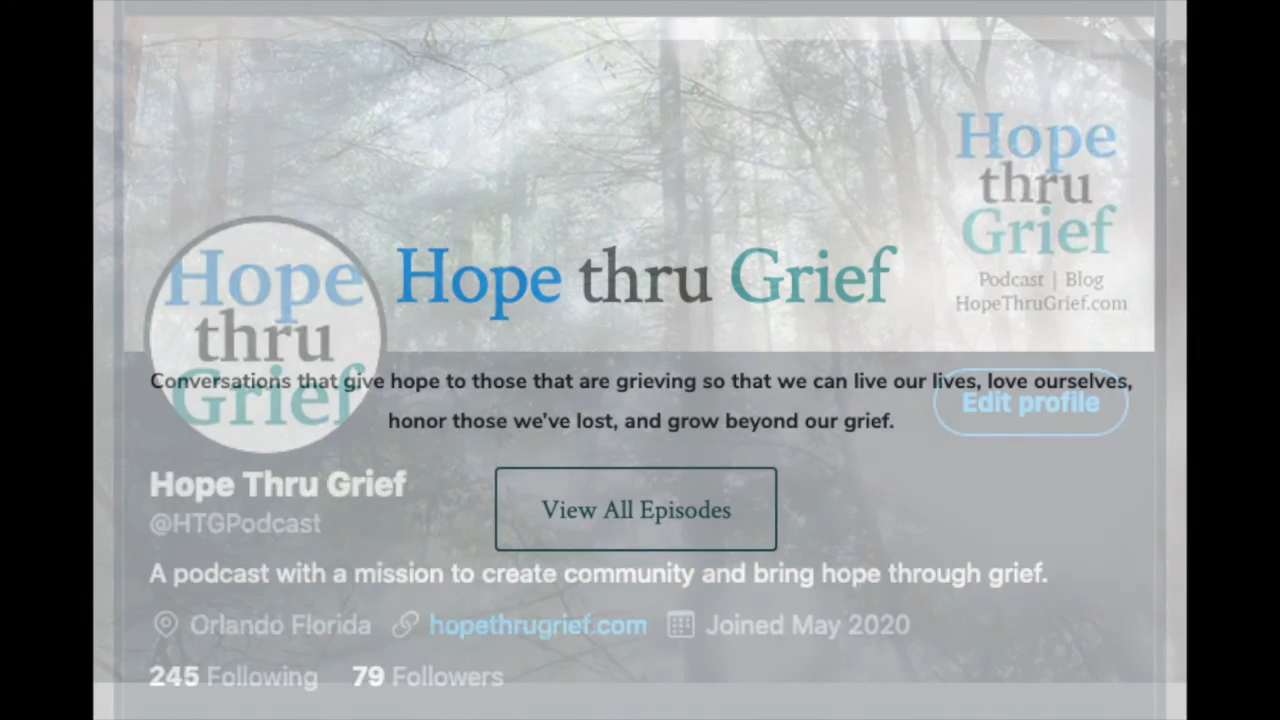 Hope
thru
Grief
Podcast | Blog
HopeThruGrief.com
Hope
thru
Grief
Hope thru Grief
Conversations that give hope to those that are grieving so that we can live our lives, love ourselves,
honor those we've lost, and grow beyond our grief.
Edit profile
View All Episodes
Hope Thru Grief
@HTGPodcast
A podcast with a mission to create community and bring hope through grief.
Orlando Florida hopethrugrief.com Joined May 2020
245 Following 79 Followers